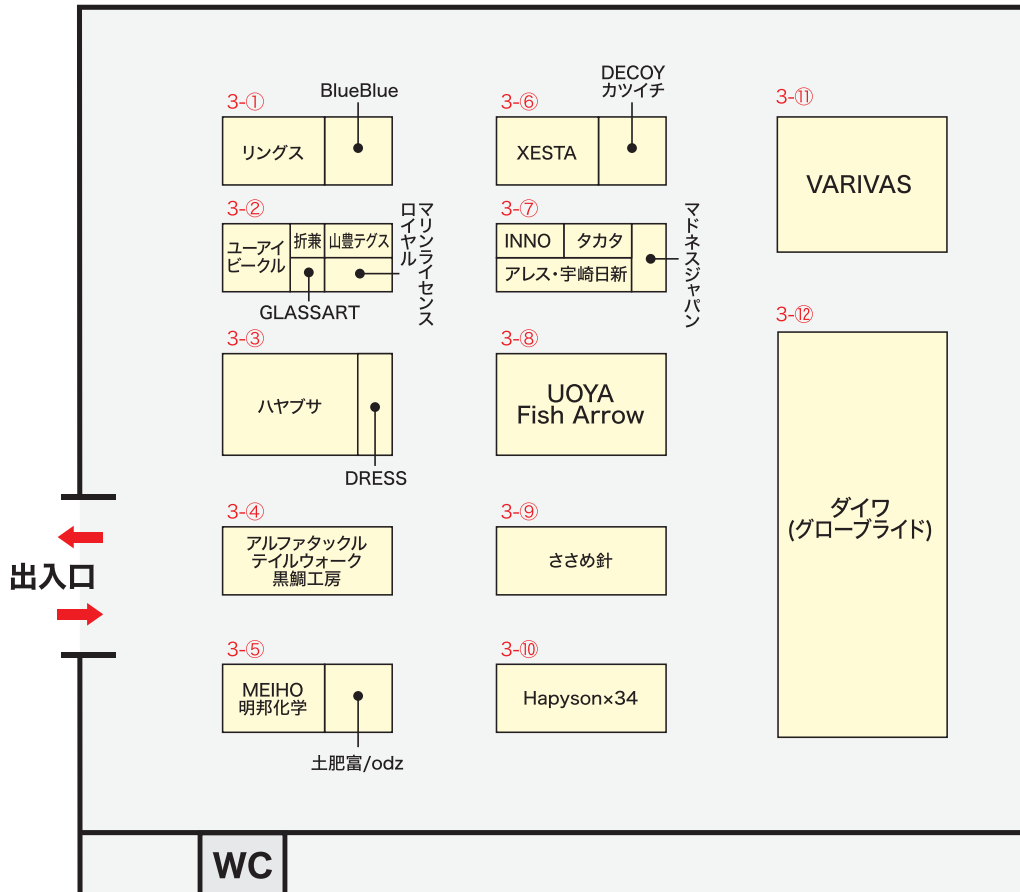 3-①
BlueBlue
リングス
3-②
ユーアイ
ビークル
折兼
山豊テグス
マリンライセンス
ロイヤル
GLASSART
3-③
ハヤブサ
DRESS
3-④
アルファタックル
テイルウォーク
黒鯛工房
3-⑤
MEIHO
明邦化学
土肥富/odz
3-⑥
DECOY
カツイチ
XESTA
3-⑦
INNO
タカタ
アレス・宇崎日新
マドネスジャパン
3-⑧
UOYA
Fish Arrow
3-⑨
ささめ針
3-⑩
Hapyson×34
3-⑪
VARIVAS
3-⑫
ダイワ
(グローブライド)
出入口
WC